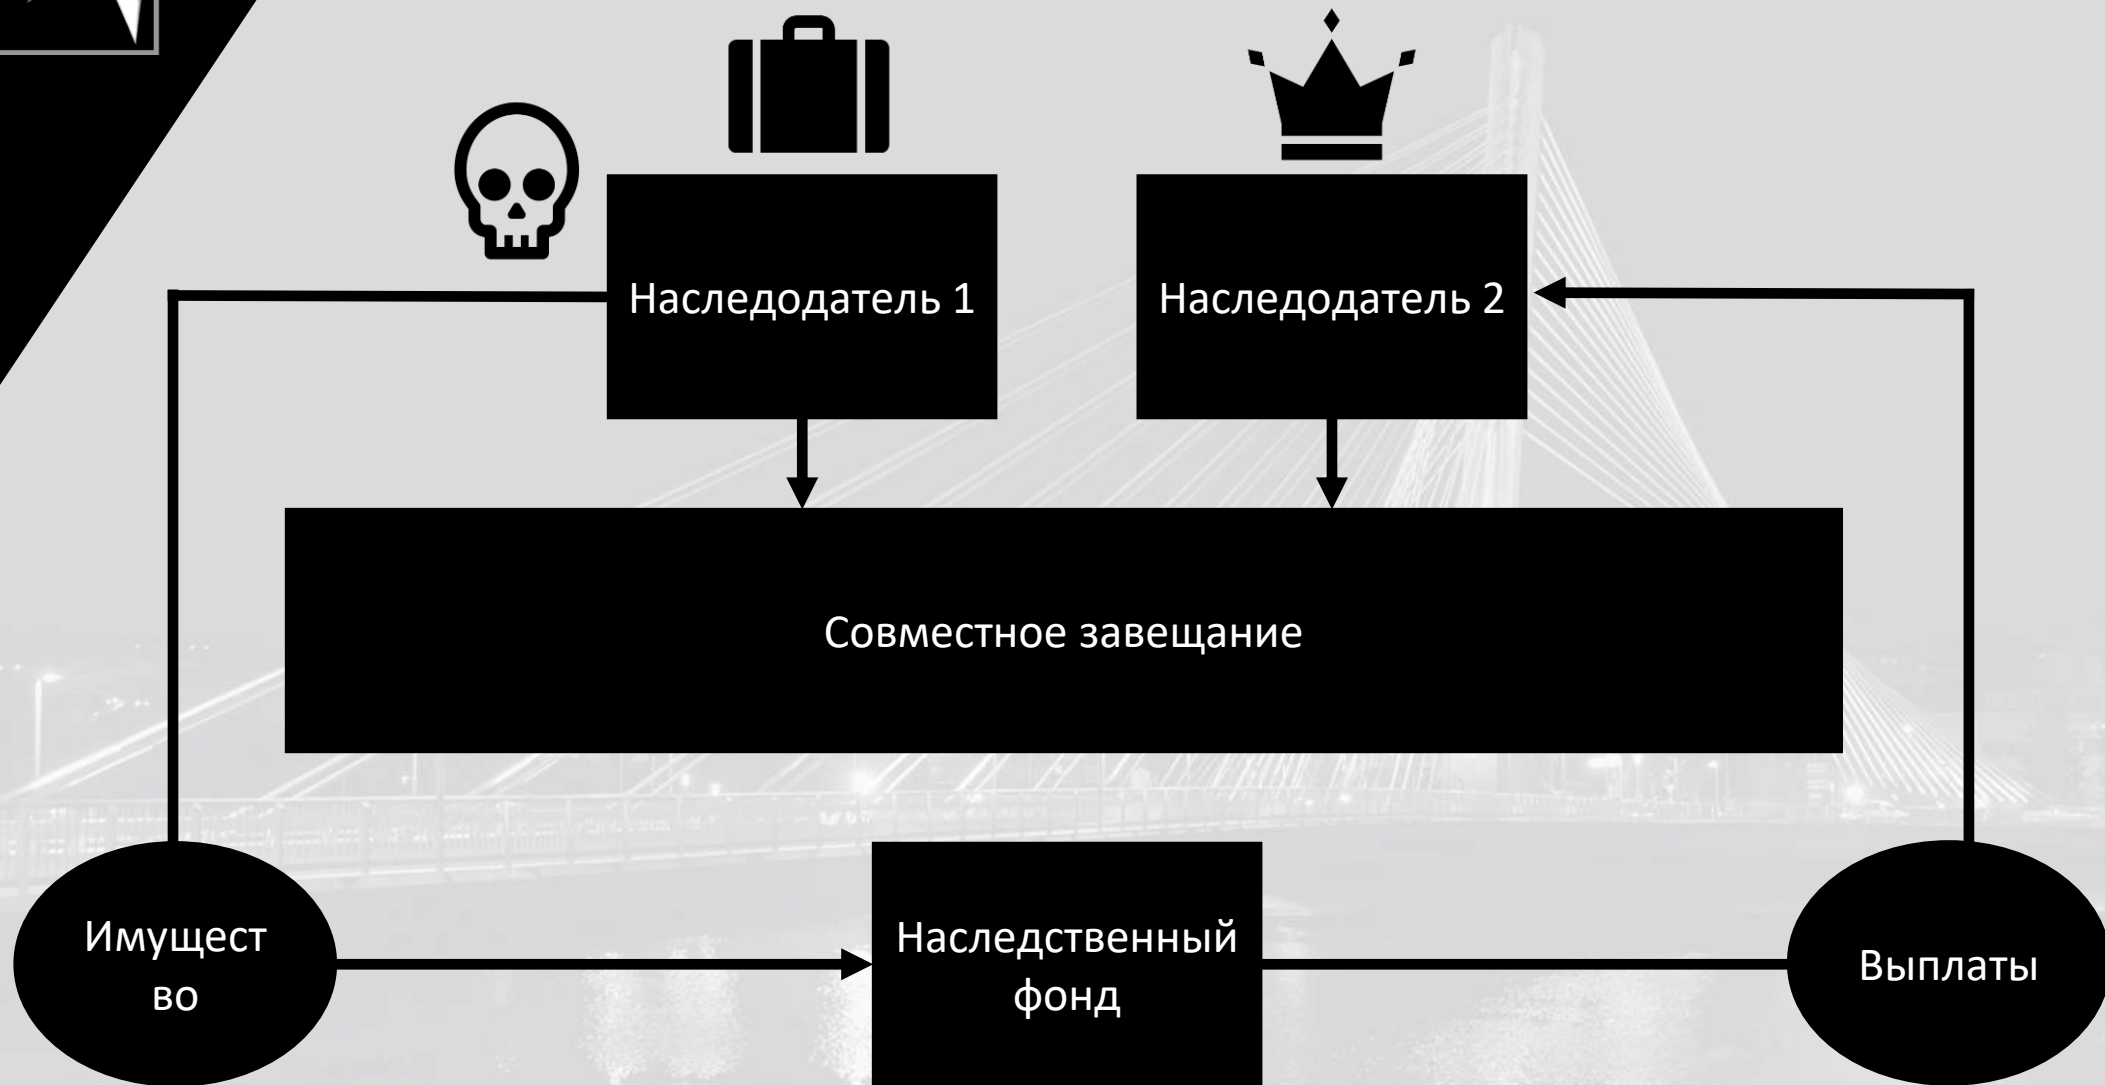 Наследодатель 1
Наследодатель 2
Совместное завещание
Имущест
во
Наследственный
фонд
Выплаты